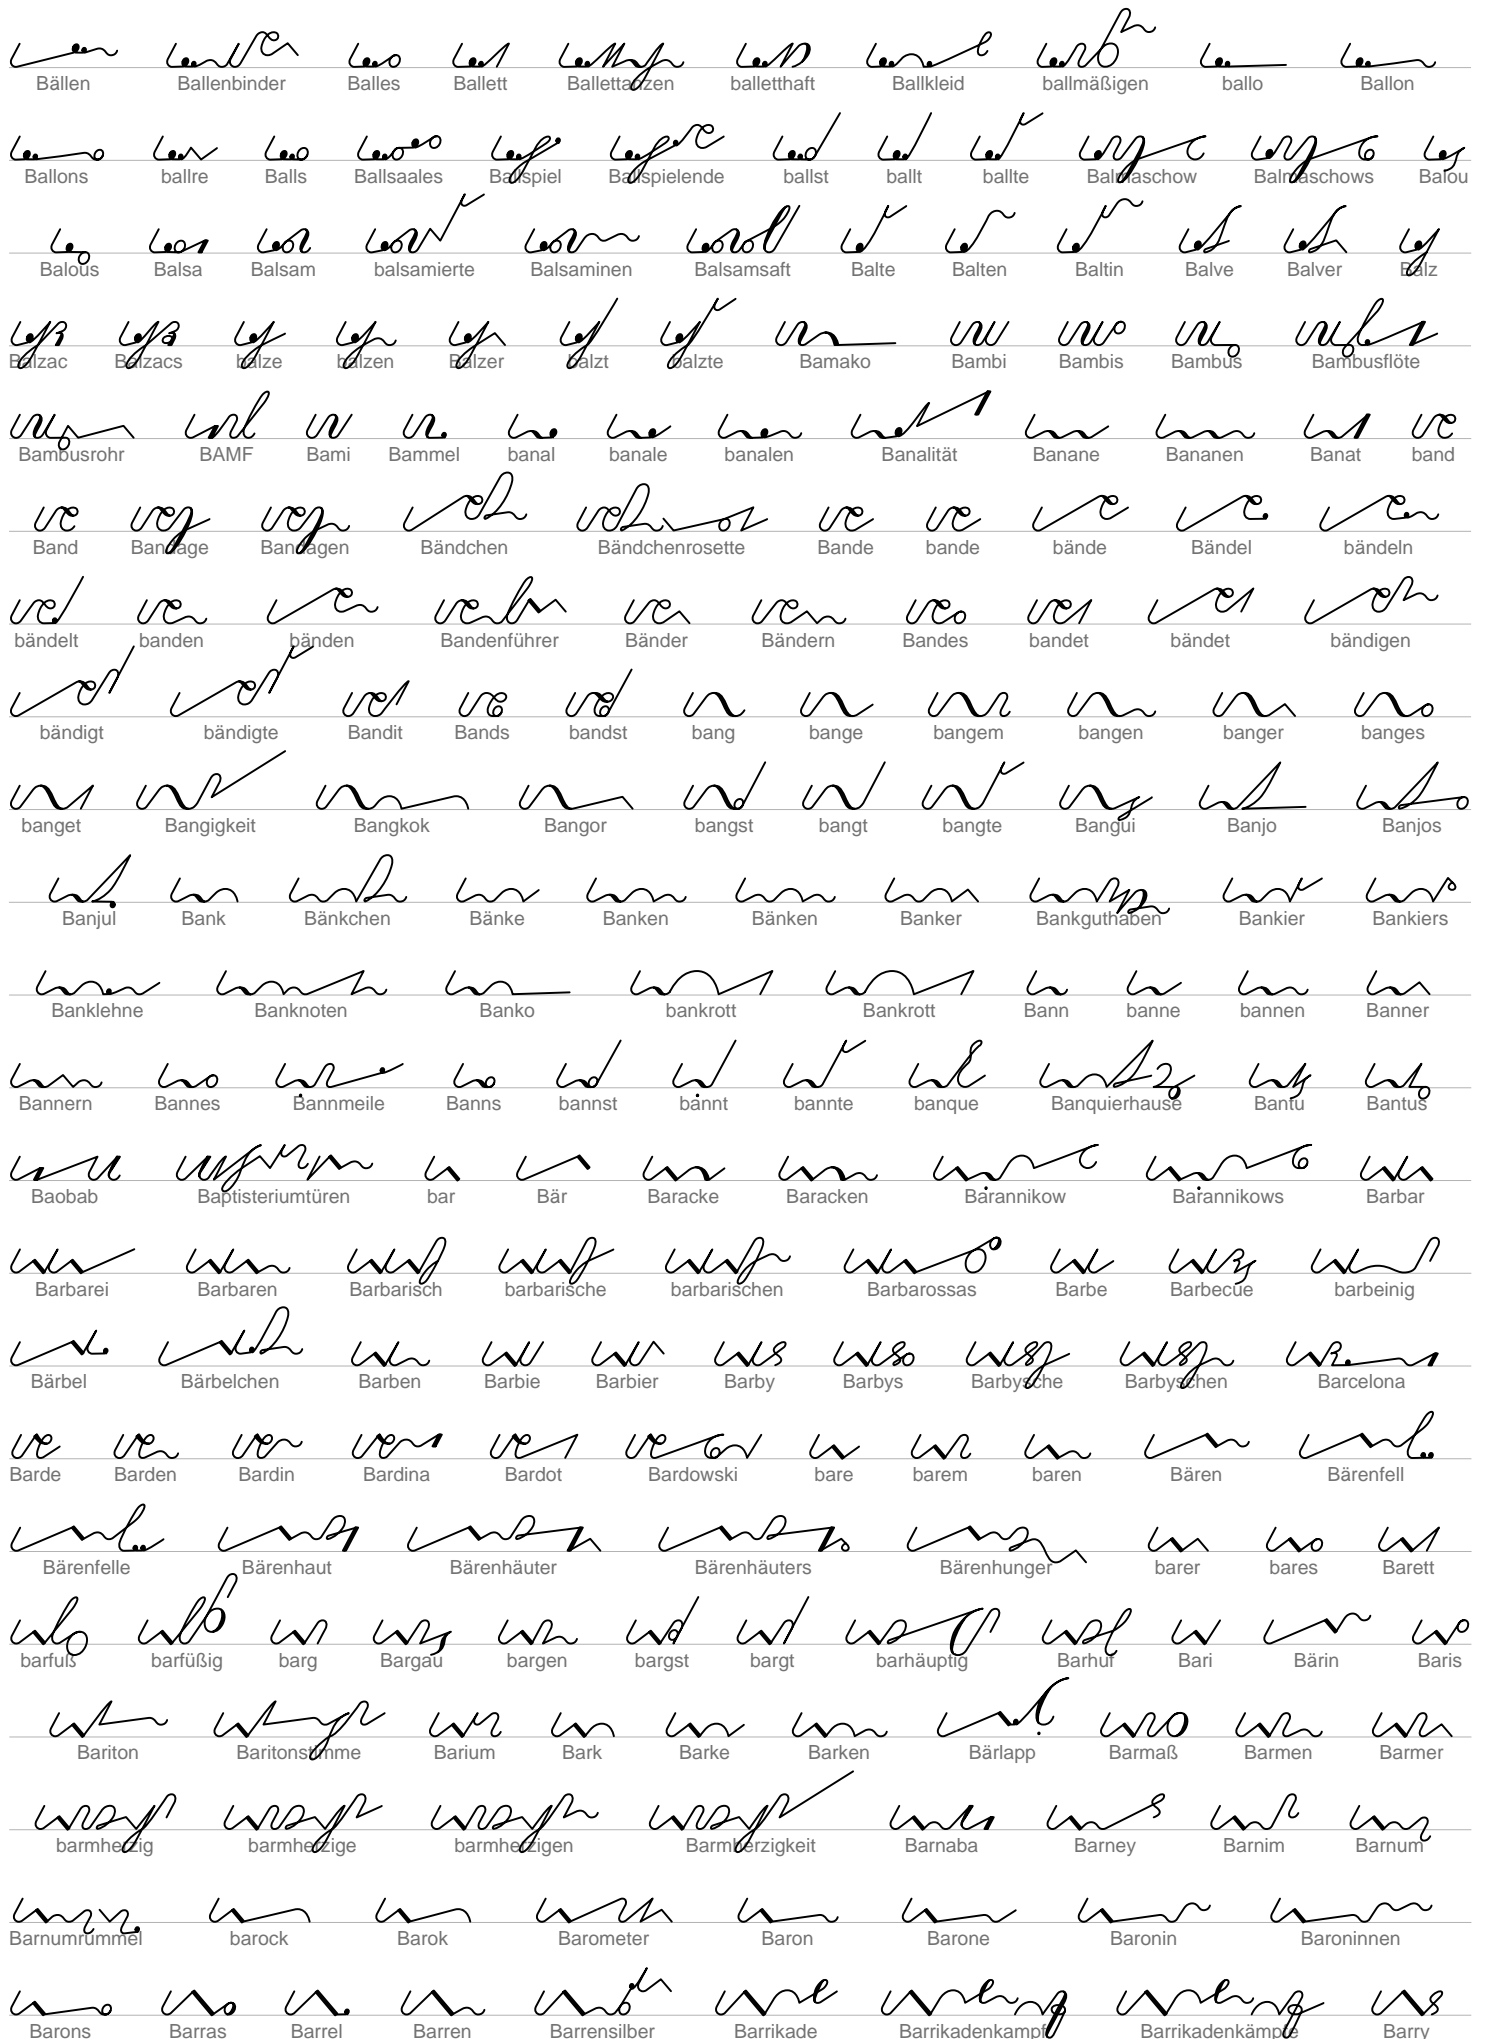 Bällen Ballenbinder Balles Ballett Ballettanzen balletthaft Ballkleid ballmäßigen ballo Ballon
Ballons ballre Balls Ballsaales Ballspiel Ballspielende ballst ballt ballte Balmaschow Balmaschows Balou
Balous Balsa Balsam balsamierte Balsaminen Balsamsaft Balte Balten Baltin Balve Balver Balz
Balzac Balzacs balze balzen Balzer balzt balzte Bamako Bambi Bambis Bambus Bambusflöte
Bambusrohr BAMF Bami Bammel banal banale banalen Banalität Banane Bananen Banat band
Band Bandage Bandagen Bändchen Bändchenrosette Bande bande bände Bändel bändeln
bändelt banden bänden Bandenführer Bänder Bändern Bandes bandet bändet bändigen
bändigt bändigte Bandit Bands bandst bang bange bangem bangen banger banges
banget Bangigkeit Bangkok Bangor bangst bangt bangte Bangui Banjo Banjos
Banjul Bank Bänkchen Bänke Banken Bänken Banker Bankguthaben Bankier Bankiers
Banklehne Banknoten Banko bankrott Bankrott Bann banne bannen Banner
Bannern Bannes Bannmeile Banns bannst bannt bannte banque Banquierhause Bantu Bantus
Baobab Baptisteriumtüren bar Bär Baracke Baracken Barannikow Barannikows Barbar
Barbarei Barbaren Barbarisch barbarische barbarischen Barbarossas Barbe Barbecue barbeinig
Bärbel Bärbelchen Barben Barbie Barbier Barby Barbys Barbysche Barbyschen Barcelona
Barde Barden Bardin Bardina Bardot Bardowski bare barem baren Bären Bärenfell
Bärenfelle Bärenhaut Bärenhäuter Bärenhäuters Bärenhunger barer bares Barett
barfuß barfüßig barg Bargau bargen bargst bargt barhäuptig Barhuf Bari Bärin Baris
Bariton Baritonstimme Barium Bark Barke Barken Bärlapp Barmaß Barmen Barmer
barmherzig barmherzige barmherzigen Barmherzigkeit Barnaba Barney Barnim Barnum
Barnumrummel barock Barok Barometer Baron Barone Baronin Baroninnen
Barons Barras Barrel Barren Barrensilber Barrikade Barrikadenkampf Barrikadenkämpfe Barry